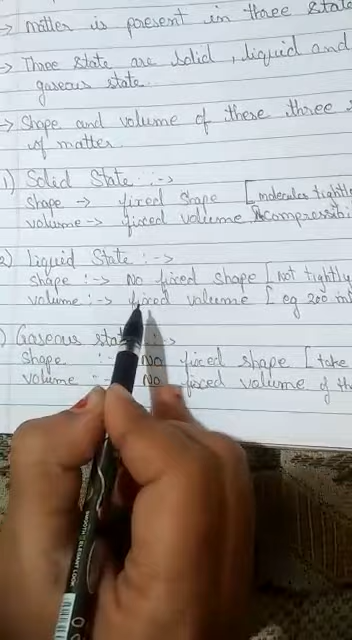 → matter is present in three state
→ Three state are solid, liquid and
gaseous state.
→ Shape and volume of these three
of matter
1) Solid State :→
shape → fixed shape [molecules tightly
volume → fixed volume
2) Liquid State :→
shape :→ No fixed shape [Not tightly
volume :→ fixed volume [eg 200 ml
) Gaseous state :→
shape :→ No fixed shape [take
volume :→ No fixed volume of the
SMOOTH & ELEGANT LOOK